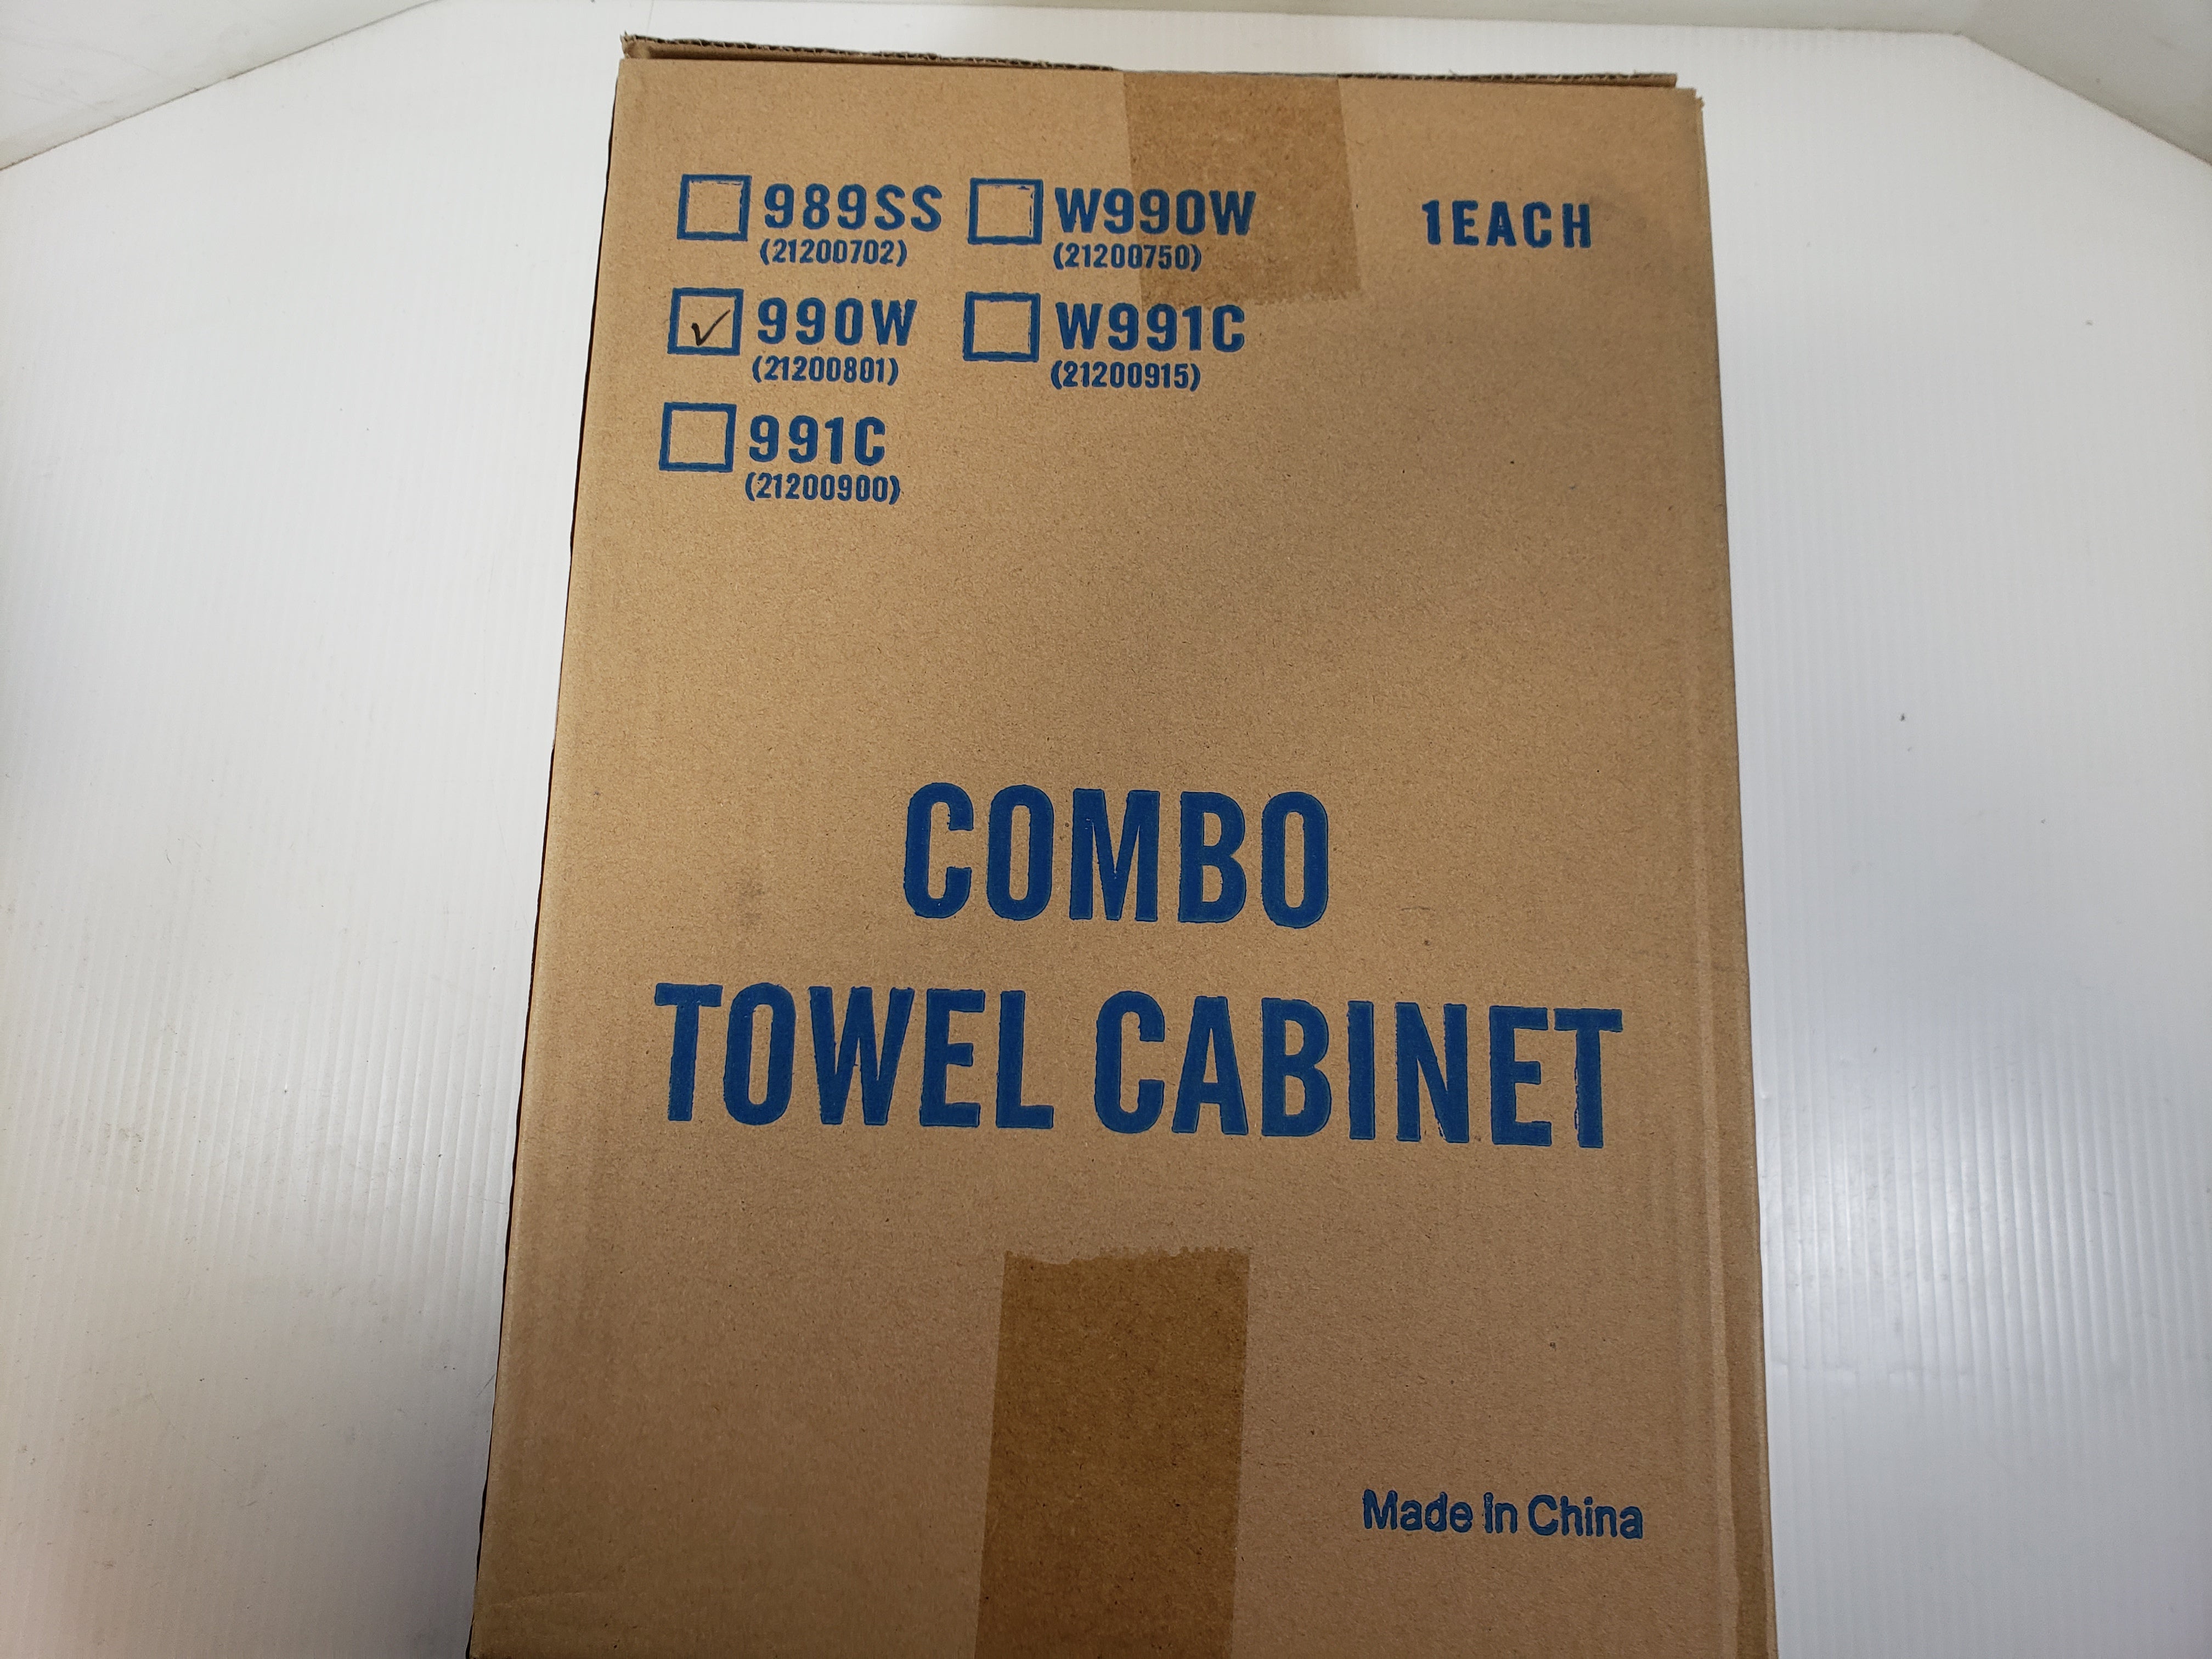 989SS W990W 1EACH
(21200702) (21200750)
990W W991C
(21200801) (21200915)
991C
(21200900)
COMBO
TOWEL CABINET
Made In China